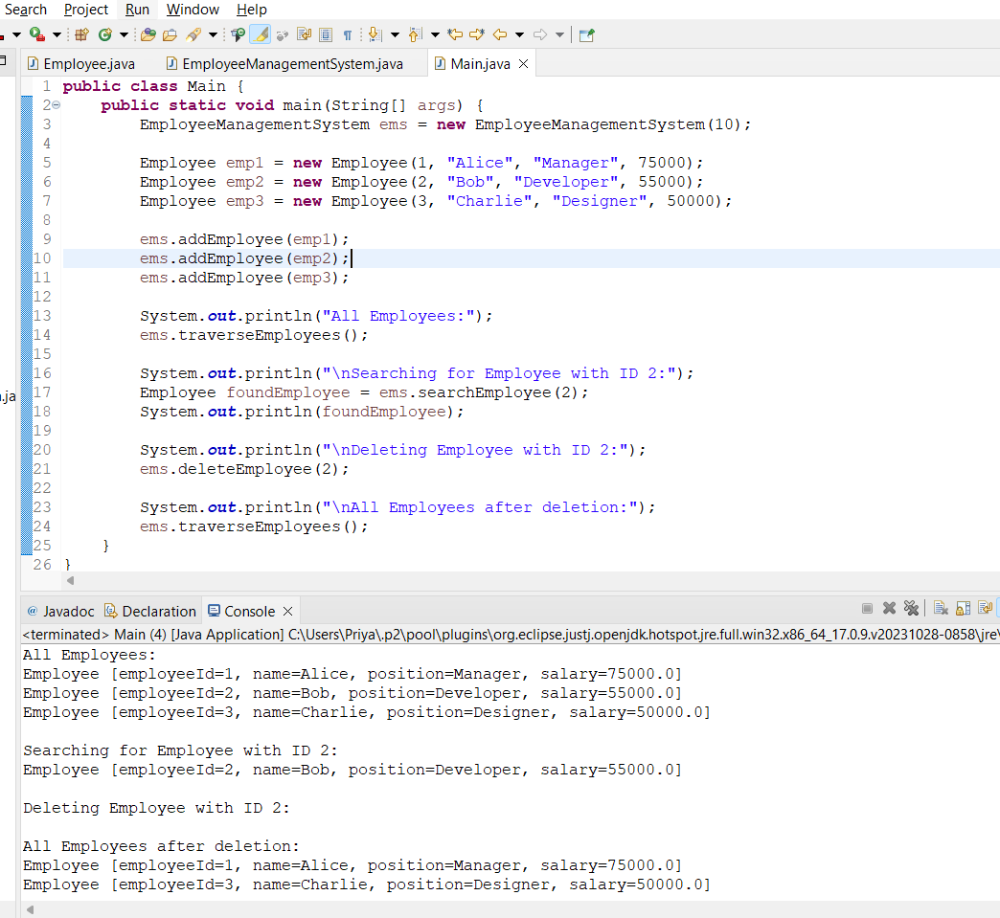 Search Project Run Window Help
Employee.java EmployeeManagementSystem.java Main.java
1 public class Main {
2 public static void main(String[] args) {
3 EmployeeManagementSystem ems = new EmployeeManagementSystem(10);
4
5 Employee emp1 = new Employee(1, "Alice", "Manager", 75000);
6 Employee emp2 = new Employee(2, "Bob", "Developer", 55000);
7 Employee emp3 = new Employee(3, "Charlie", "Designer", 50000);
8
9 ems.addEmployee(emp1);
10 ems.addEmployee(emp2);
11 ems.addEmployee(emp3);
12
13 System.out.println("All Employees:");
14 ems.traverseEmployees();
15
16 System.out.println("\nSearching for Employee with ID 2:");
.ja 17 Employee foundEmployee = ems.searchEmployee(2);
18 System.out.println(foundEmployee);
19
20 System.out.println("\nDeleting Employee with ID 2:");
21 ems.deleteEmployee(2);
22
23 System.out.println("\nAll Employees after deletion:");
24 ems.traverseEmployees();
25 }
26 }
@ Javadoc Declaration Console
<terminated> Main (4) [Java Application] C:\Users\Priya\.p2\pool\plugins\org.eclipse.justj.openjdk.hotspot.jre.full.win32.x86_64_17.0.9.v20231028-0858\jre\
All Employees:
Employee [employeeId=1, name=Alice, position=Manager, salary=75000.0]
Employee [employeeId=2, name=Bob, position=Developer, salary=55000.0]
Employee [employeeId=3, name=Charlie, position=Designer, salary=50000.0]
Searching for Employee with ID 2:
Employee [employeeId=2, name=Bob, position=Developer, salary=55000.0]
Deleting Employee with ID 2:
All Employees after deletion:
Employee [employeeId=1, name=Alice, position=Manager, salary=75000.0]
Employee [employeeId=3, name=Charlie, position=Designer, salary=50000.0]